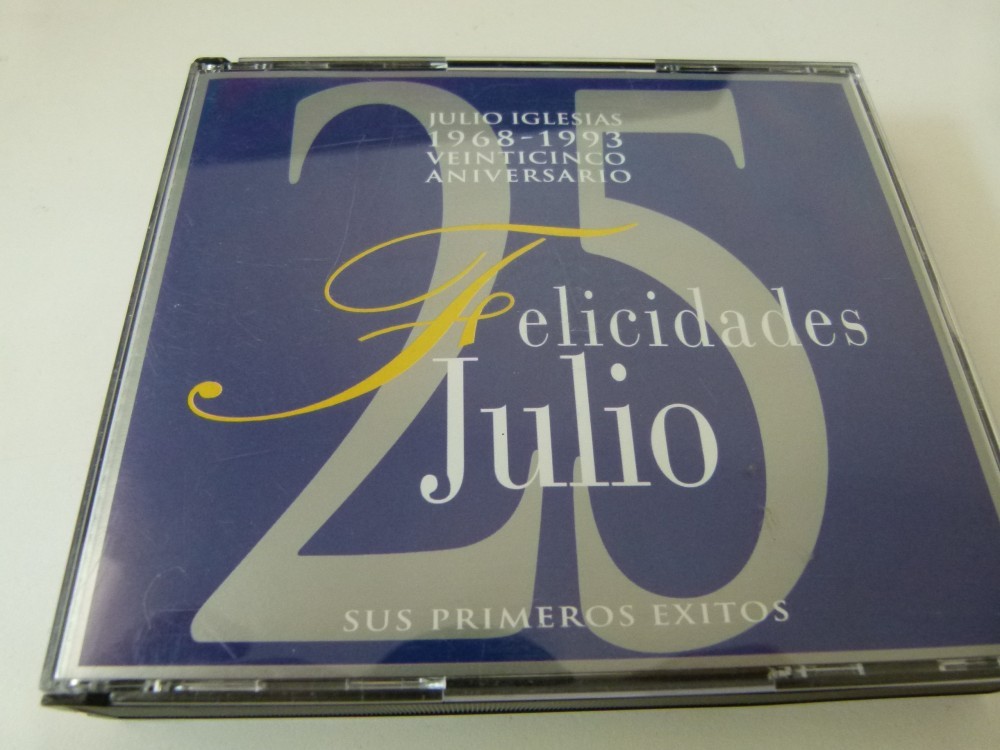 25
JULIO IGLESIAS
1968-1993
VEINTICINCO
ANIVERSARIO
Felicidades
Julio
SUS PRIMEROS EXITOS